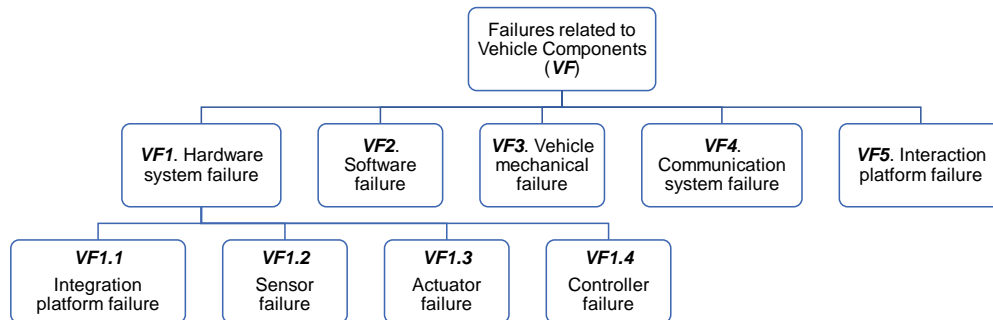 Failures related to
Vehicle Components
(VF)
VF1. Hardware
system failure
VF2.
Software
failure
VF3. Vehicle
mechanical
failure
VF4.
Communication
system failure
VF5. Interaction
platform failure
VF1.1
Integration
platform failure
VF1.2
Sensor
failure
VF1.3
Actuator
failure
VF1.4
Controller
failure